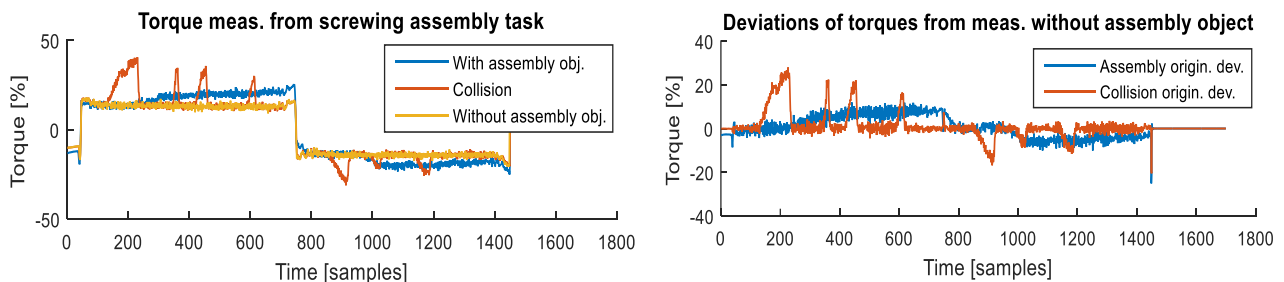 Torque meas. from screwing assembly task
50
0
-50
Torque [%]
With assembly obj.
Collision
Without assembly obj.
0 200 400 600 800 1000 1200 1400 1600 1800
Time [samples]
Deviations of torques from meas. without assembly object
40
20
0
-20
-40
Torque [%]
Assembly origin. dev.
Collision origin. dev.
0 200 400 600 800 1000 1200 1400 1600 1800
Time [samples]